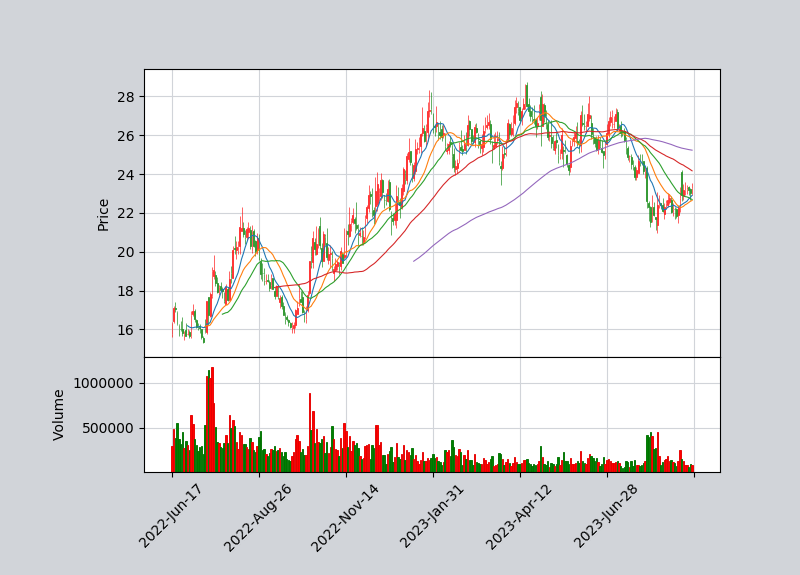 28
26
24
22
20
18
16
Price
1000000
500000
Volume
2022-Jun-17
2022-Aug-26
2022-Nov-14
2023-Jan-31
2023-Apr-12
2023-Jun-28